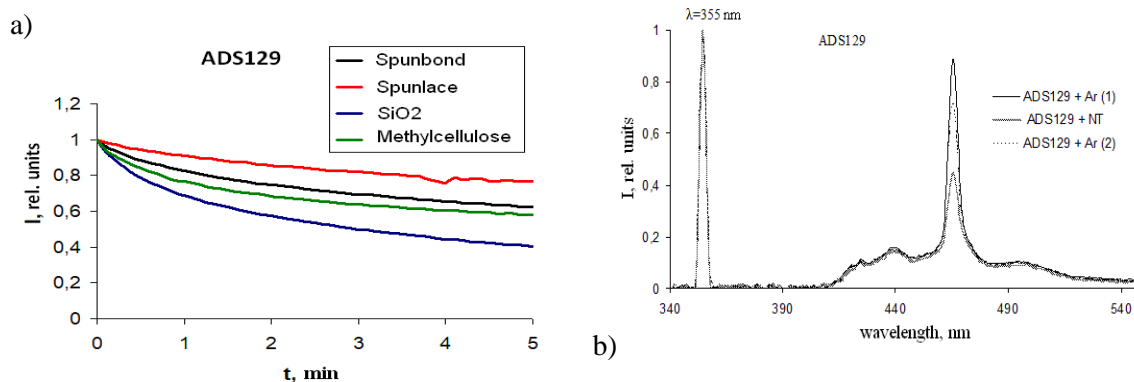 a)
ADS129
Spunbond
Spunlace
SiO2
Methylcellulose
I, rel. units
1,2
1
0,8
0,6
0,4
0,2
0
0 1 2 3 4 5
t, min
b)
λ=355 nm
ADS129
ADS129 + Ar (1)
ADS129 + NT
ADS129 + Ar (2)
I, rel. units
1
0,8
0,6
0,4
0,2
0
340 390 440 490 540
wavelength, nm